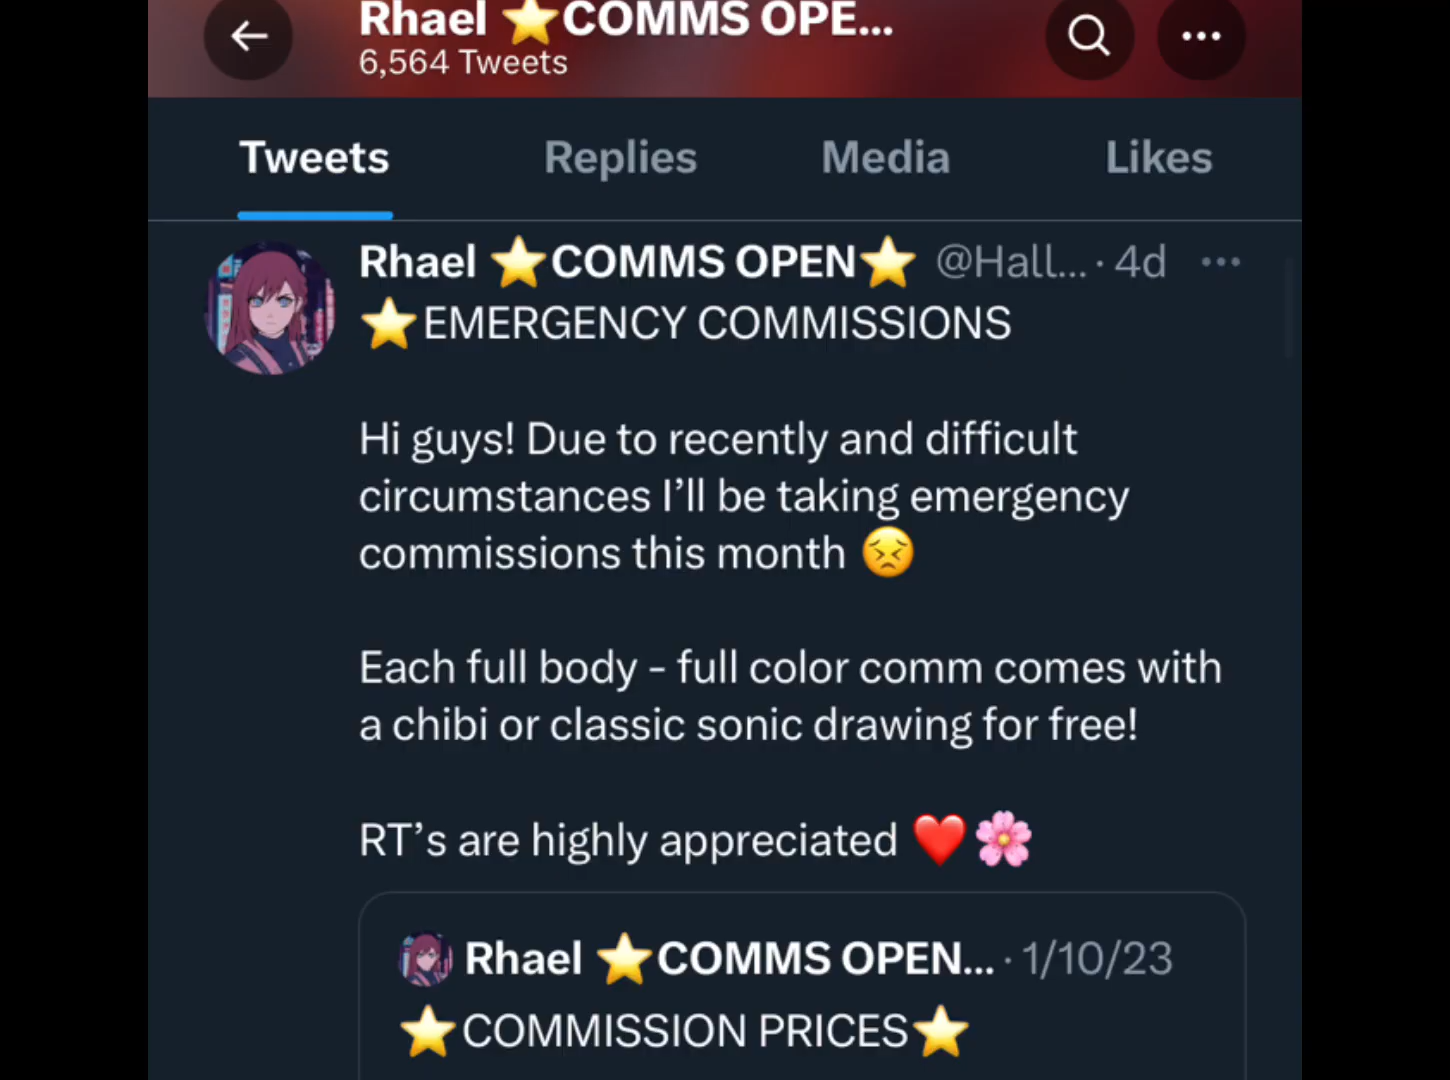 Rhael ⭐COMMS OPE...
6,564 Tweets
Tweets Replies Media Likes
Rhael ⭐COMMS OPEN⭐ @Hall... · 4d
⭐EMERGENCY COMMISSIONS
Hi guys! Due to recently and difficult
circumstances I’ll be taking emergency
commissions this month 😣
Each full body - full color comm comes with
a chibi or classic sonic drawing for free!
RT’s are highly appreciated ❤️🌸
Rhael ⭐COMMS OPEN... · 1/10/23
⭐COMMISSION PRICES⭐